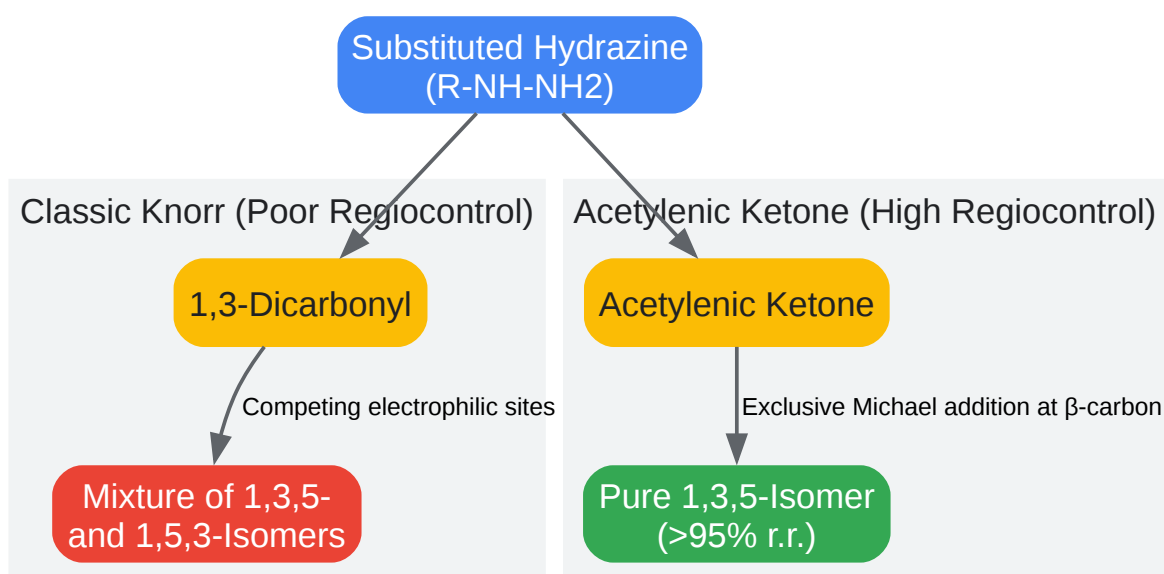 Substituted Hydrazine
(R-NH-NH2)
Classic Knorr (Poor Regiocontrol)
1,3-Dicarbonyl
Competing electrophilic sites
Mixture of 1,3,5-
and 1,5,3-Isomers
Acetylenic Ketone (High Regiocontrol)
Acetylenic Ketone
Exclusive Michael addition at β-carbon
Pure 1,3,5-Isomer
(>95% r.r.)